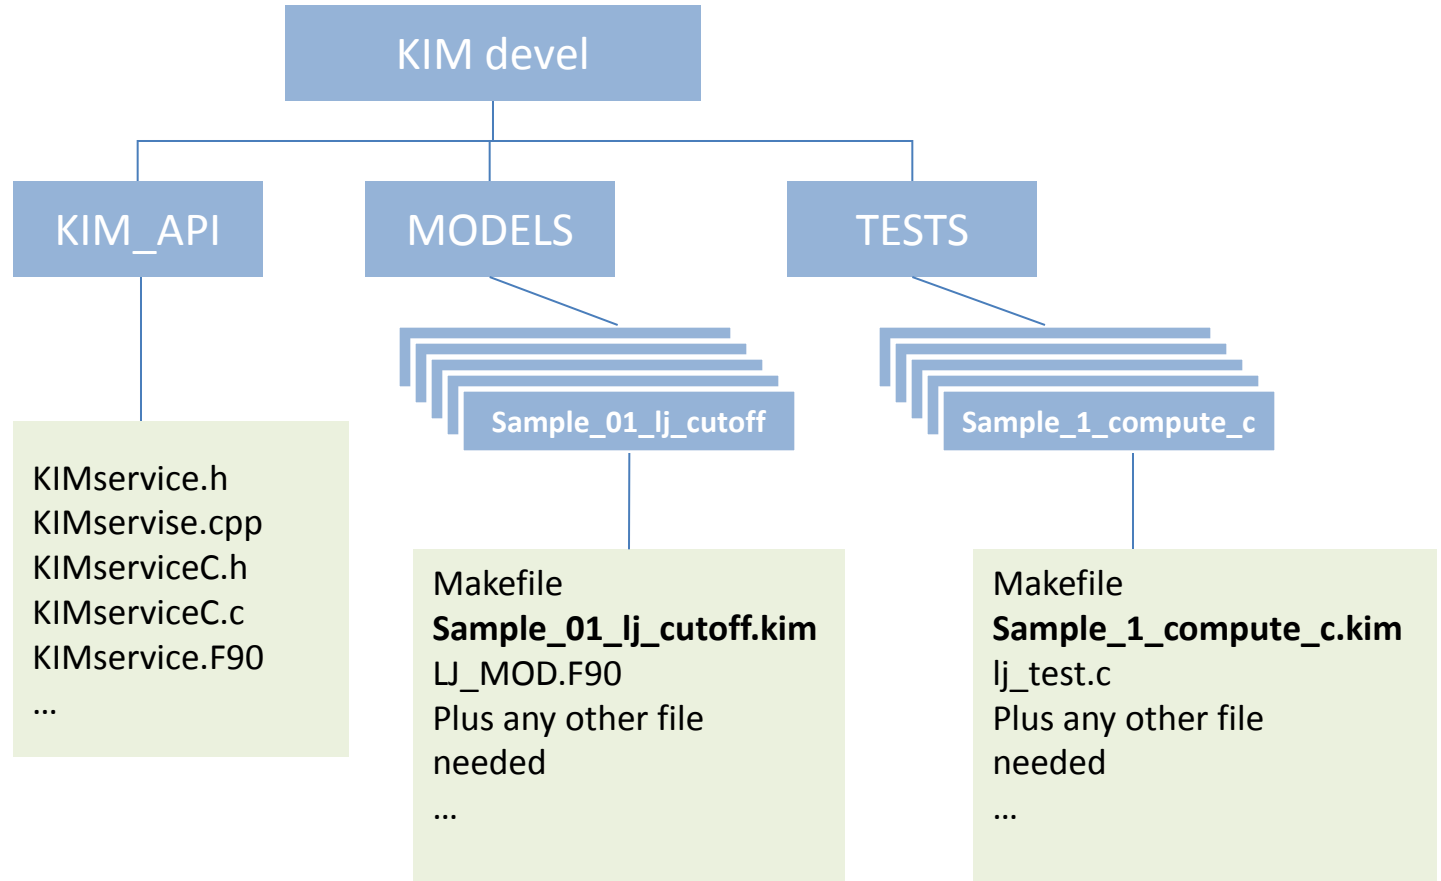 KIM devel
KIM_API
MODELS
TESTS
Sample_01_lj_cutoff
Sample_1_compute_c
KIMservice.h
KIMservise.cpp
KIMserviceC.h
KIMserviceC.c
KIMservice.F90
...
Makefile
Sample_01_lj_cutoff.kim
LJ_MOD.F90
Plus any other file
needed
...
Makefile
Sample_1_compute_c.kim
lj_test.c
Plus any other file
needed
...